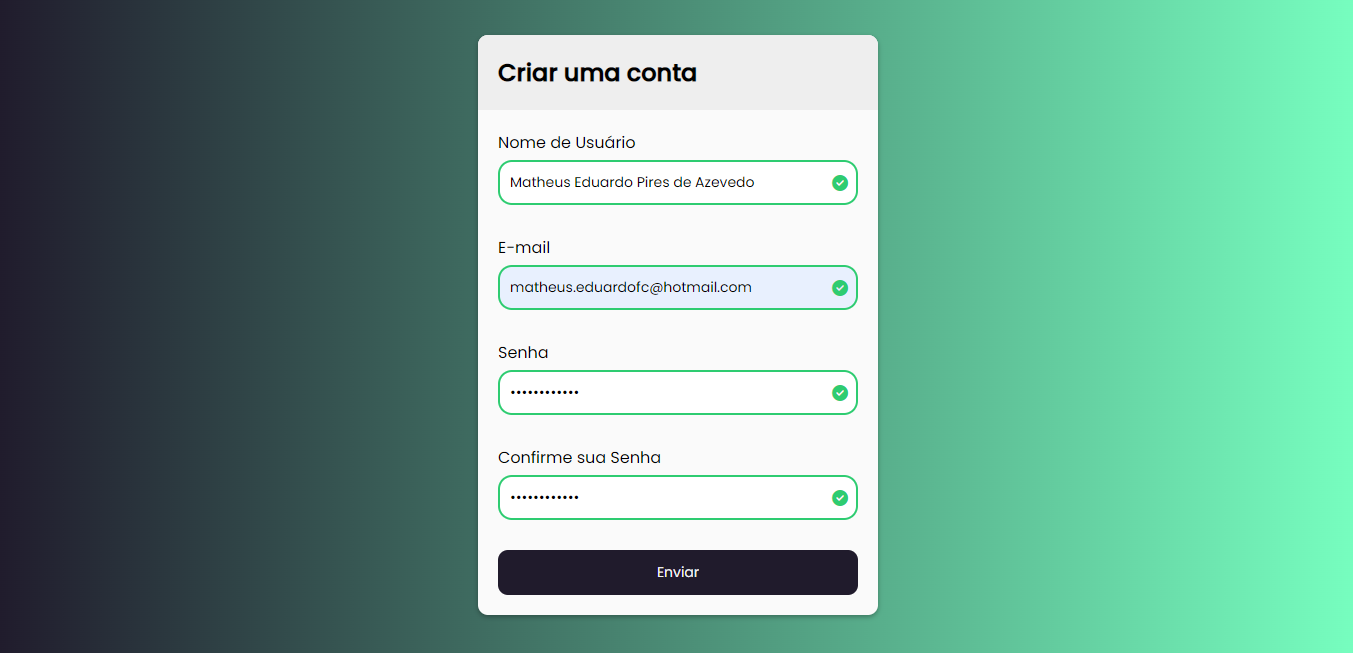 Criar uma conta
Nome de Usuário
Matheus Eduardo Pires de Azevedo
E-mail
matheus.eduardofc@hotmail.com
Senha
••••••••••••
Confirme sua Senha
••••••••••••
Enviar